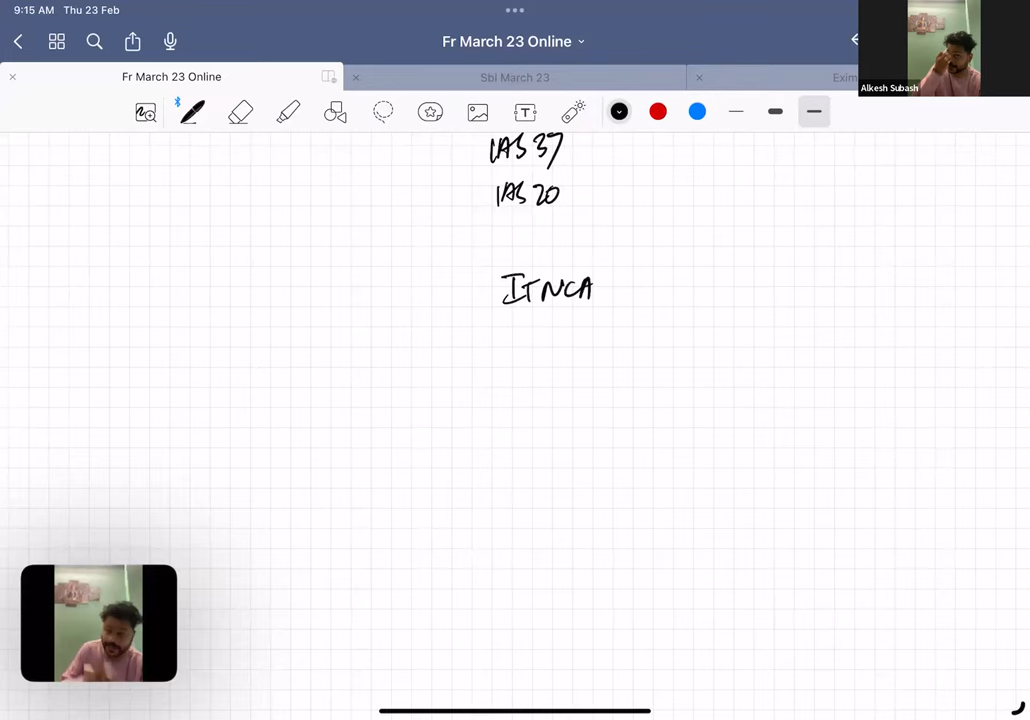 9:15 AM Thu 23 Feb
Fr March 23 Online
Alkesh Subash
Fr March 23 Online
Sbl March 23
Exim
IAS 37
IAS 20
ITNCA